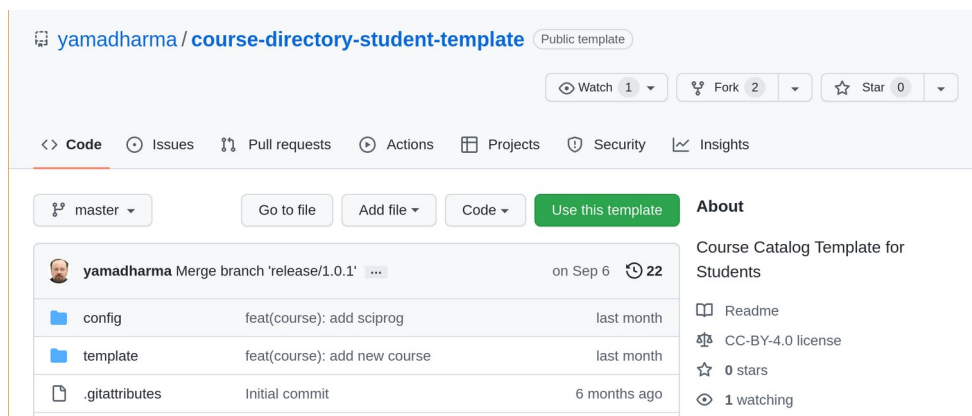 yamadharma / course-directory-student-template Public template
Watch 1 Fork 2 Star 0
Code Issues Pull requests Actions Projects Security Insights
master Go to file Add file Code Use this template
About
Course Catalog Template for
Students
yamadharma Merge branch 'release/1.0.1' ... on Sep 6 22
config feat(course): add sciprog last month
template feat(course): add new course last month
.gitattributes Initial commit 6 months ago
Readme
CC-BY-4.0 license
0 stars
1 watching